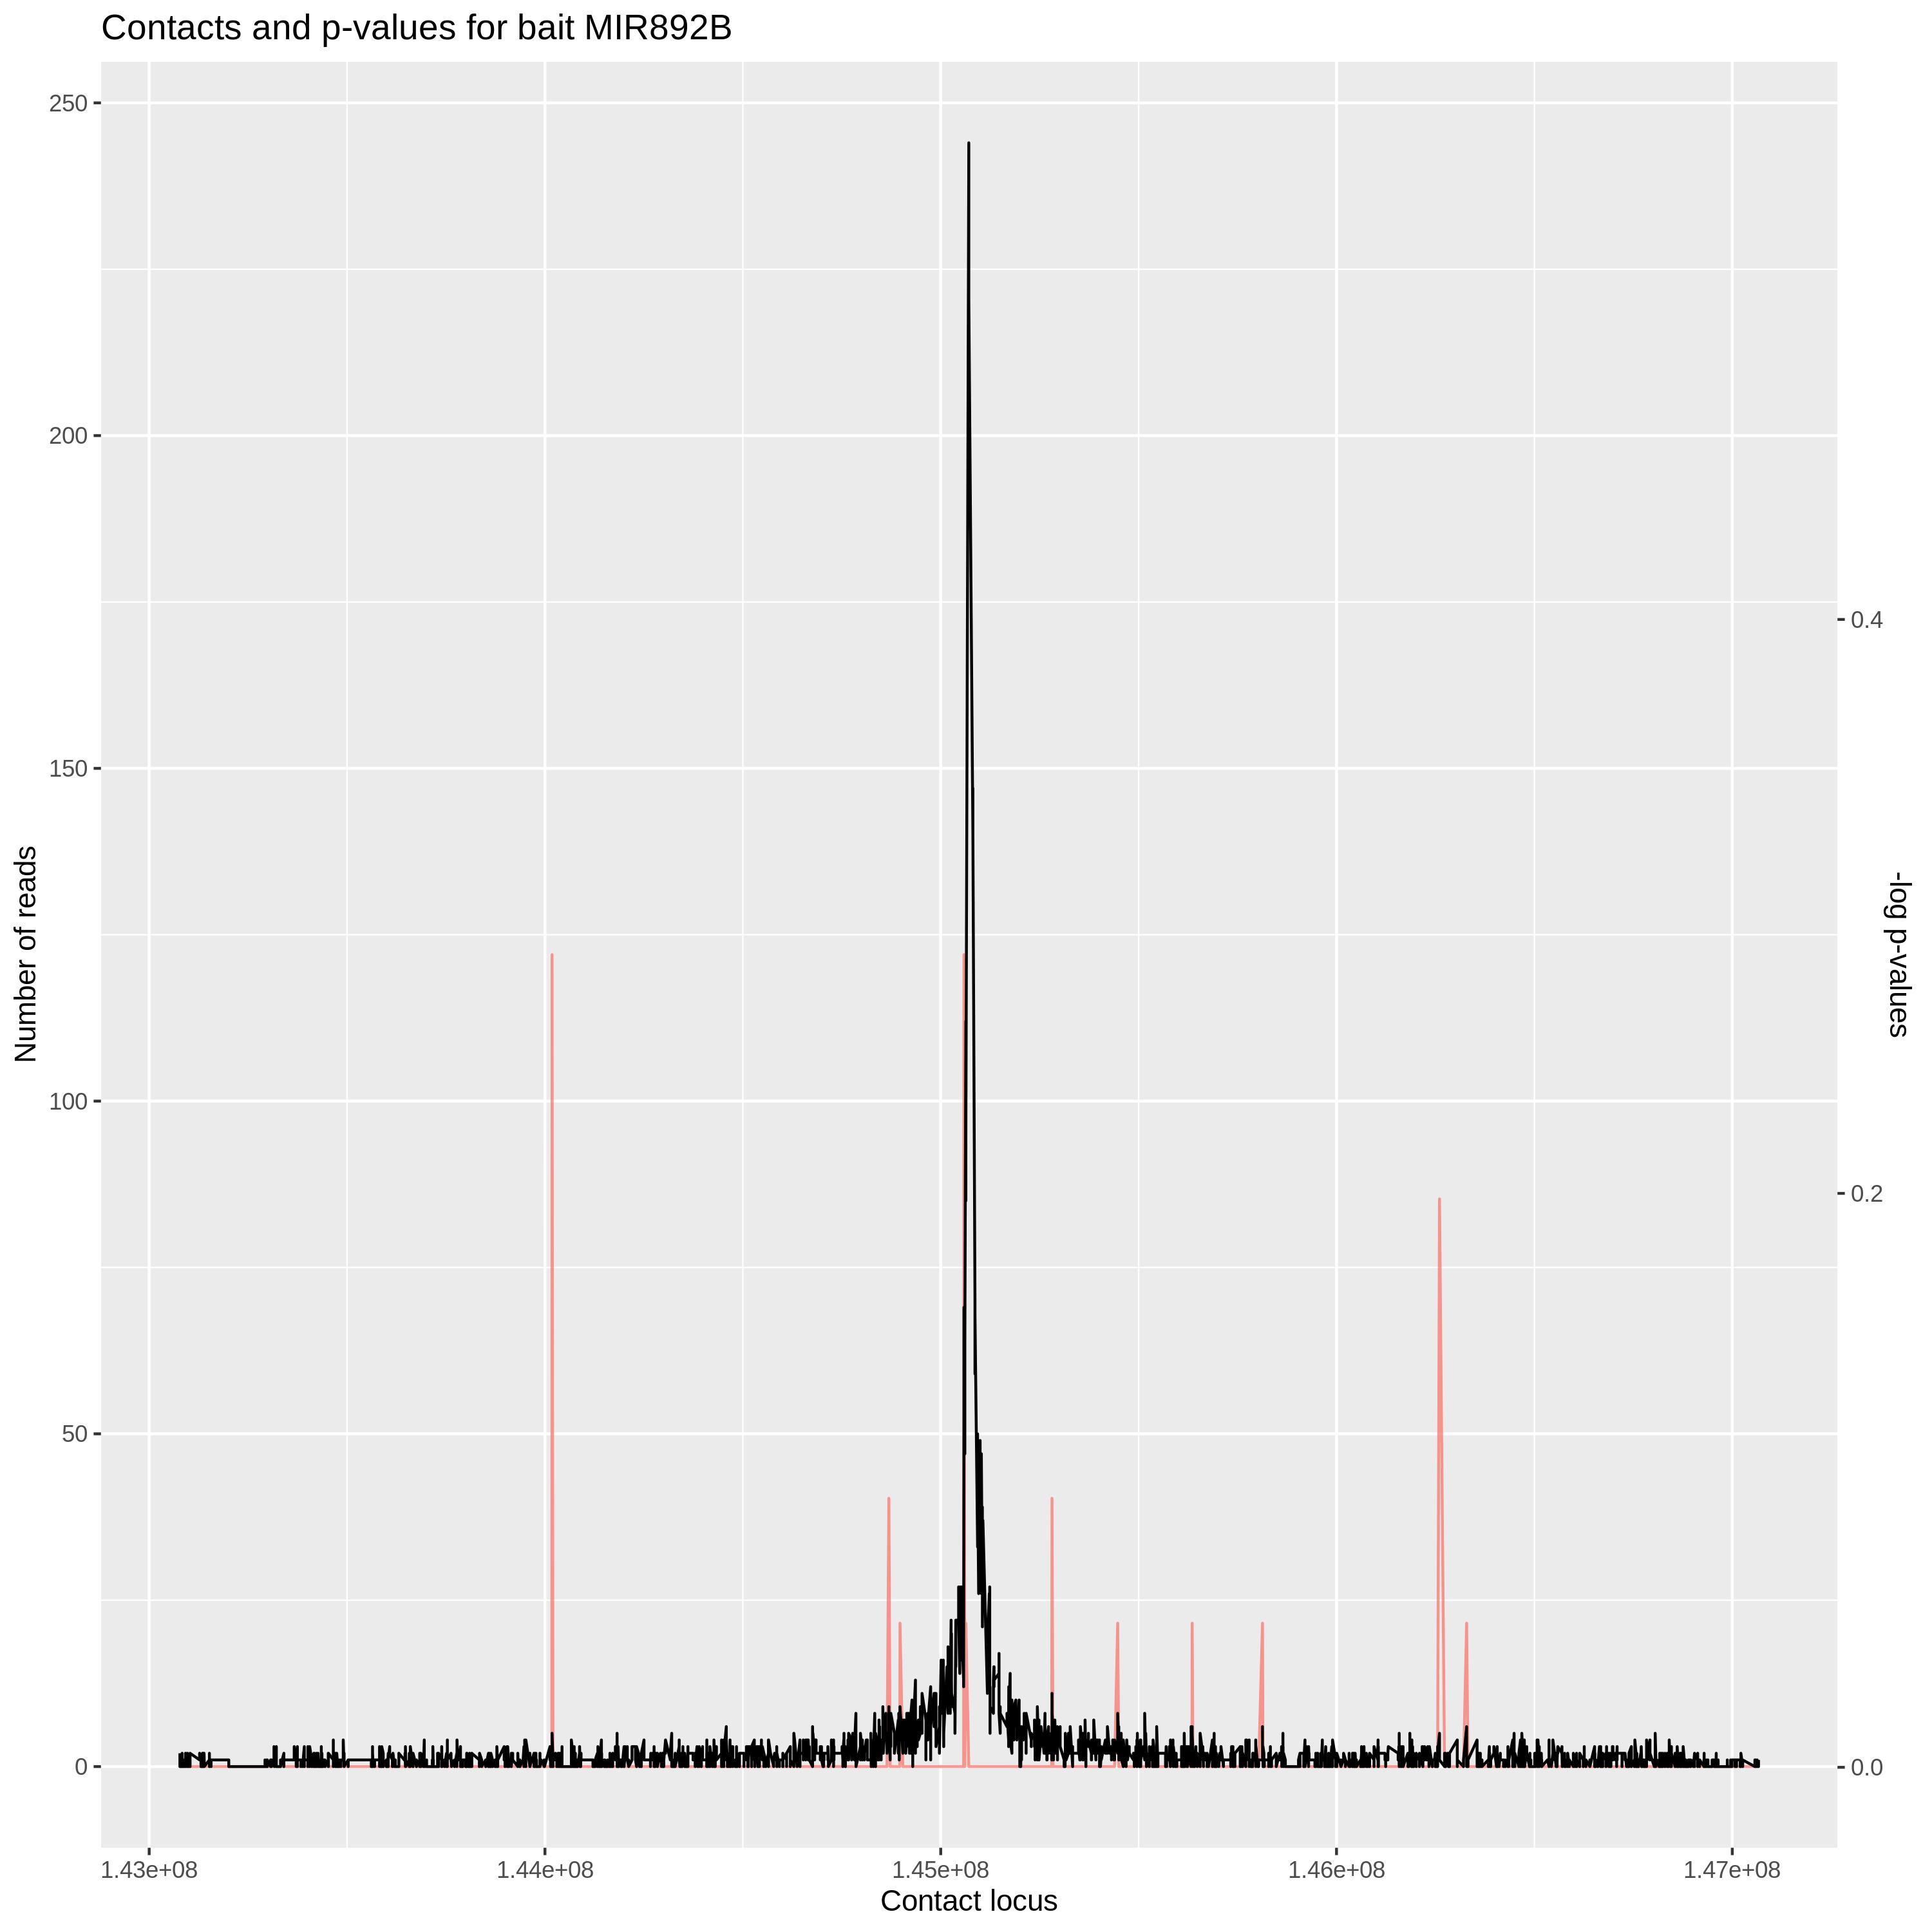 Contacts and p-values for bait MIR892B
250
200
150
100
50
0
Number of reads
0.4
0.2
0.0
-log p-values
1.43e+08 1.44e+08 1.45e+08 1.46e+08 1.47e+08
Contact locus